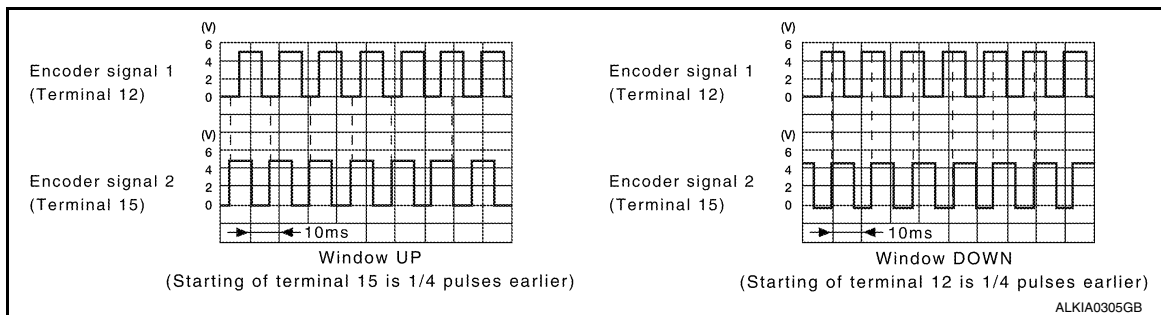 (V)
6
4
2
0
Encoder signal 1
(Terminal 12)
(V)
6
4
2
0
Encoder signal 2
(Terminal 15)
10ms
Window UP
(Starting of terminal 15 is 1/4 pulses earlier)
(V)
6
4
2
0
Encoder signal 1
(Terminal 12)
(V)
6
4
2
0
Encoder signal 2
(Terminal 15)
10ms
Window DOWN
(Starting of terminal 12 is 1/4 pulses earlier)
ALKIA0305GB